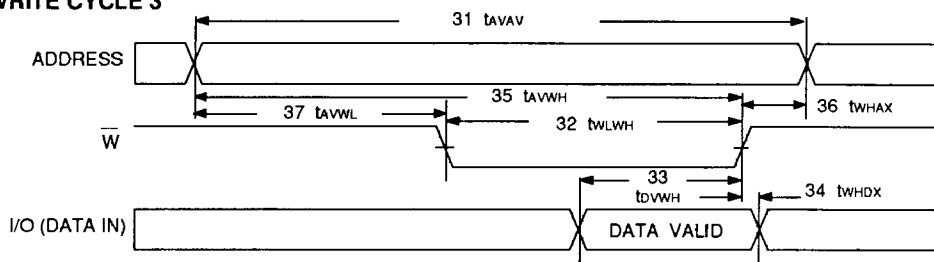 WRITE CYCLE 3
31 tAVAV
ADDRESS
35 tAVWH
36 tWHAX
37 tAVWL
32 tWLWH
W
33
tDVWH
34 tWHDX
I/O (DATA IN)
DATA VALID